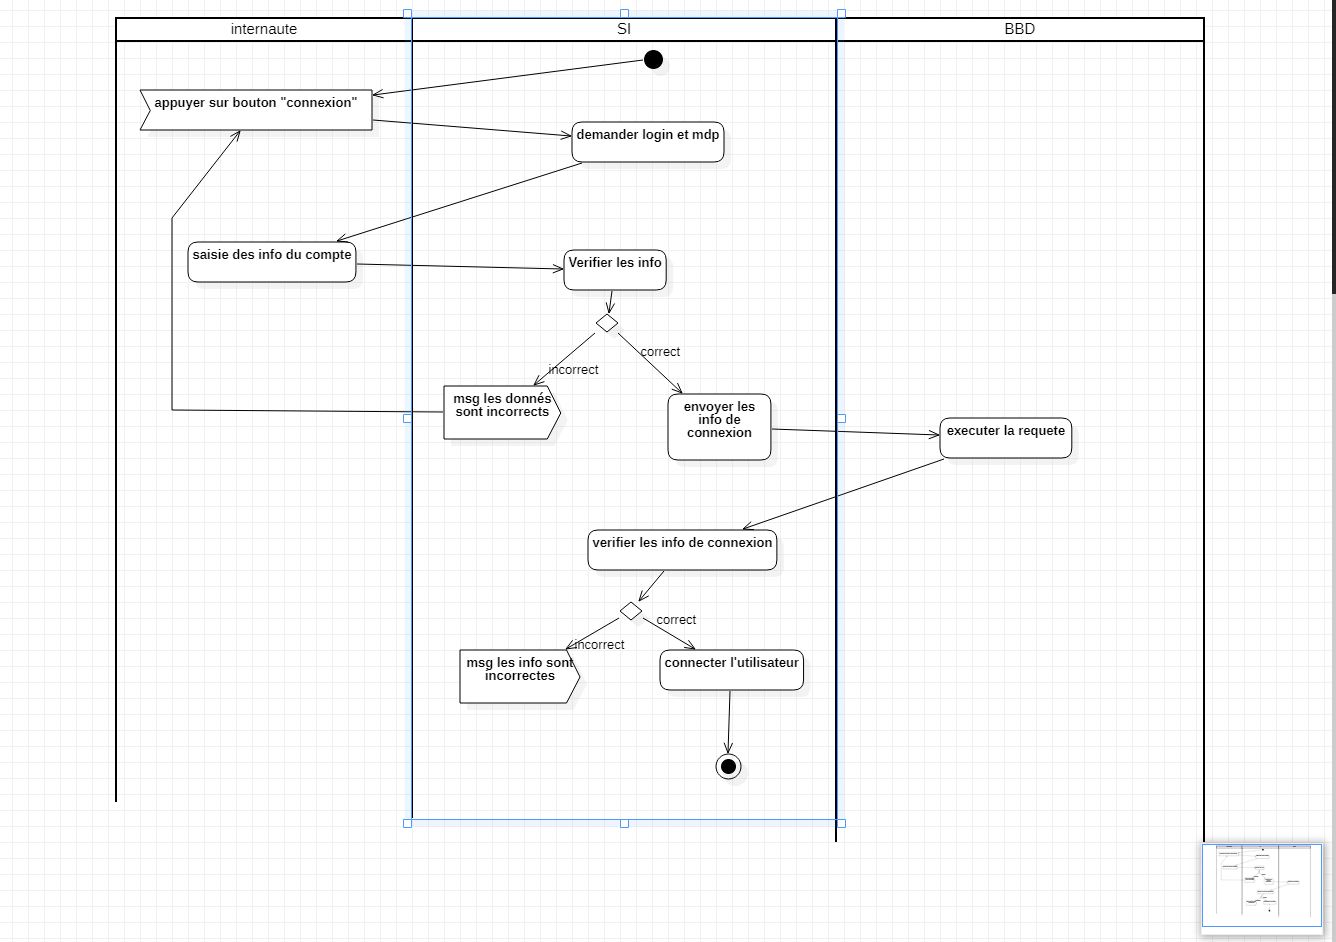 internaute
SI
BBD
appuyer sur bouton "connexion"
demander login et mdp
saisie des info du compte
Verifier les info
correct
incorrect
msg les donnés
sont incorrects
envoyer les
info de
connexion
executer la requete
verifier les info de connexion
correct
incorrect
msg les info sont
incorrectes
connecter l'utilisateur